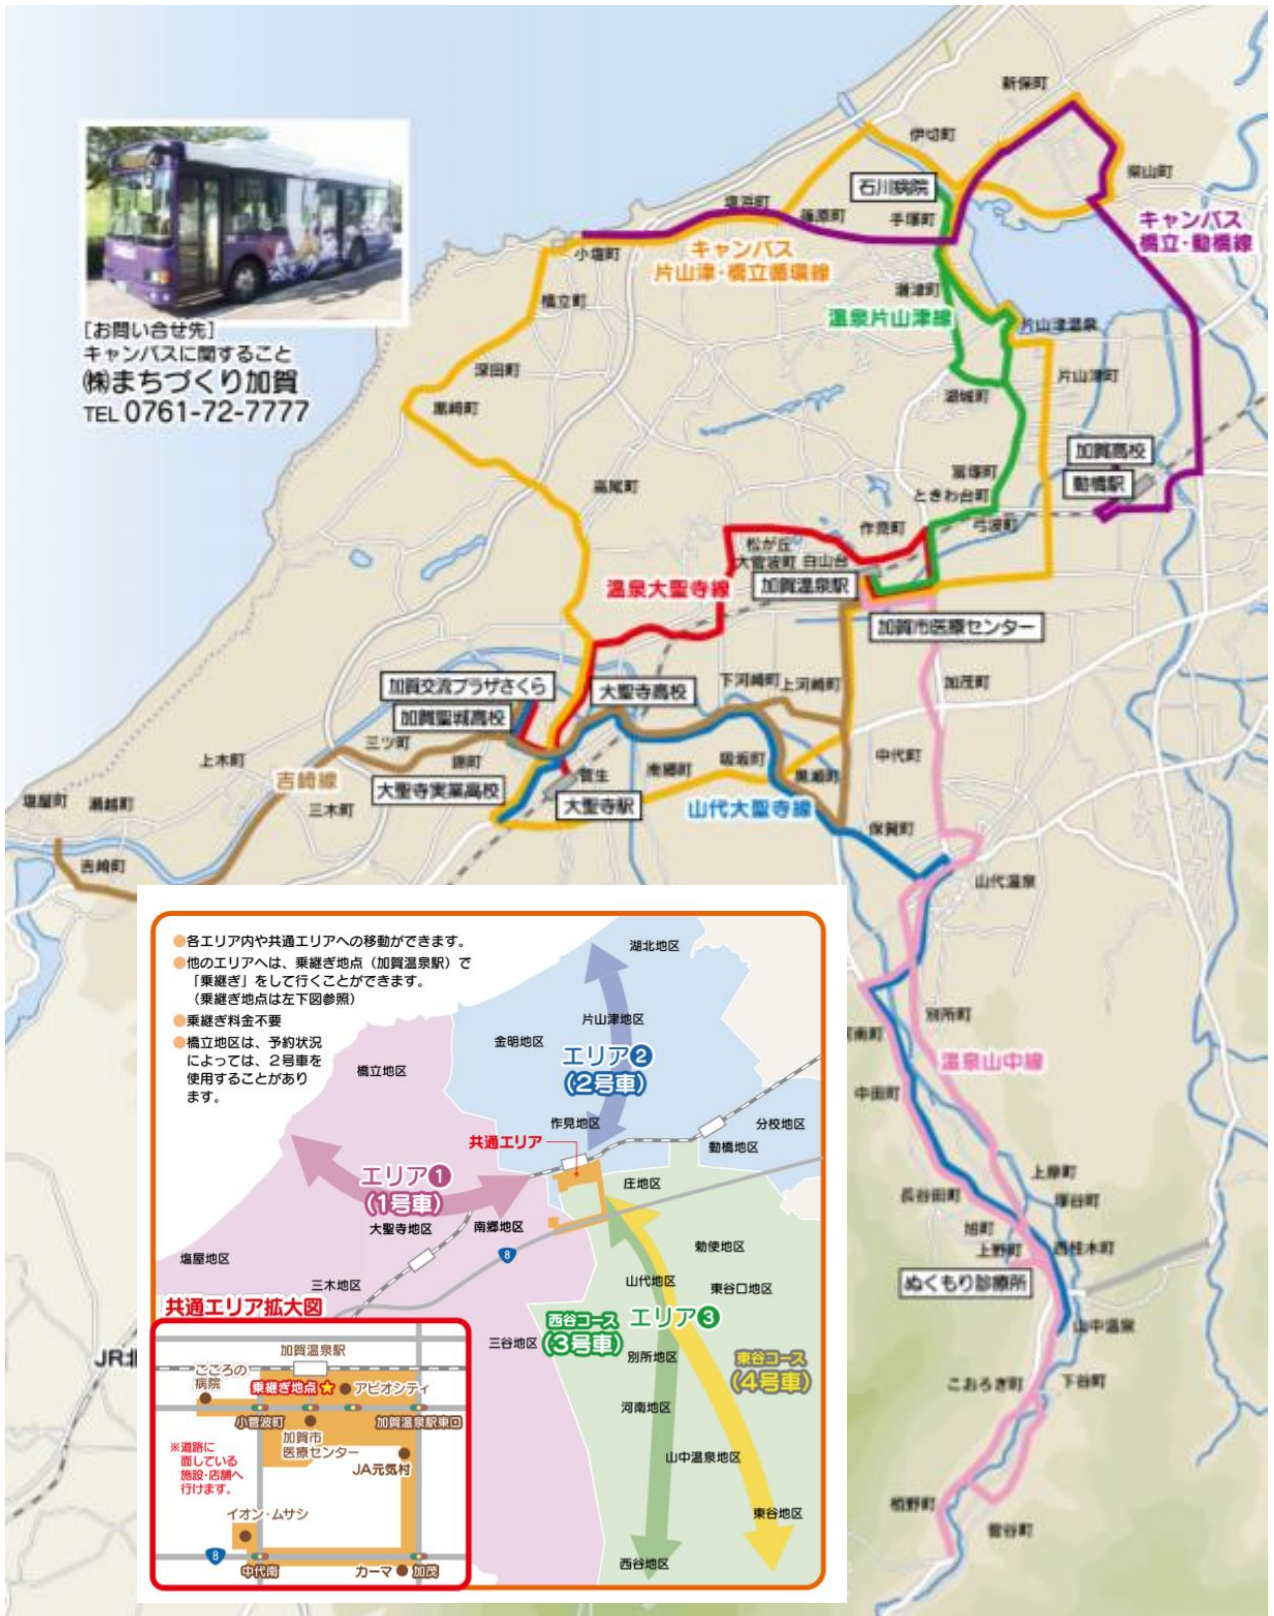 新保町
伊切町
柴山町
石川病院
塩浜町
篠原町
手塚町
キャンバス
橋立・動橋線
キャンバス
片山津・橋立循環線
小塩町
橋立町
潮津町
温泉片山津線
片山津温泉
[お問い合せ先]
キャンバスに関すること
㈱まちづくり加賀
TEL 0761-72-7777
深田町
黒崎町
片山津町
湖城町
加賀高校
動橋駅
高尾町
富塚町
ときわ台町
作見町
弓波町
松が丘
大菅波町 白山台
温泉大聖寺線
加賀温泉駅
加賀市医療センター
加賀交流プラザさくら
加賀聖城高校
大聖寺高校
下河崎町
上河崎町
加茂町
三ツ町
上木町
吉崎線
錦町
大聖寺実業高校
菅生
大聖寺駅
南郷町
吸坂町
黒瀬町
中代町
山代大聖寺線
保賀町
塩屋町
瀬越町
三木町
吉崎町
山代温泉
別所町
河南町
温泉山中線
中田町
上原町
長谷田町
塚谷町
旭町
上野町
西桂木町
ぬくもり診療所
山中温泉
こおろぎ町
下谷町
栢野町
菅谷町
JR北
●各エリア内や共通エリアへの移動ができます。
●他のエリアへは、乗継ぎ地点(加賀温泉駅)で
「乗継ぎ」をして行くことができます。
(乗継ぎ地点は左下図参照)
●乗継ぎ料金不要
●橋立地区は、予約状況
によっては、2号車を
使用することがあり
ます。
湖北地区
片山津地区
金明地区
エリア❷
(2号車)
橋立地区
作見地区
分校地区
動橋地区
共通エリア
エリア❶
(1号車)
庄地区
大聖寺地区
南郷地区
8
勅使地区
塩屋地区
三木地区
山代地区
東谷口地区
西谷コース
(3号車)
エリア❸
三谷地区
別所地区
東谷コース
(4号車)
河南地区
山中温泉地区
東谷地区
西谷地区
共通エリア拡大図
加賀温泉駅
こころの
病院
乗継ぎ地点
アビオシティ
小菅波町
加賀温泉駅東口
加賀市
医療センター
JA元気村
※道路に
面している
施設・店舗へ
行けます。
イオン・ムサシ
8
中代南
カーマ
加茂